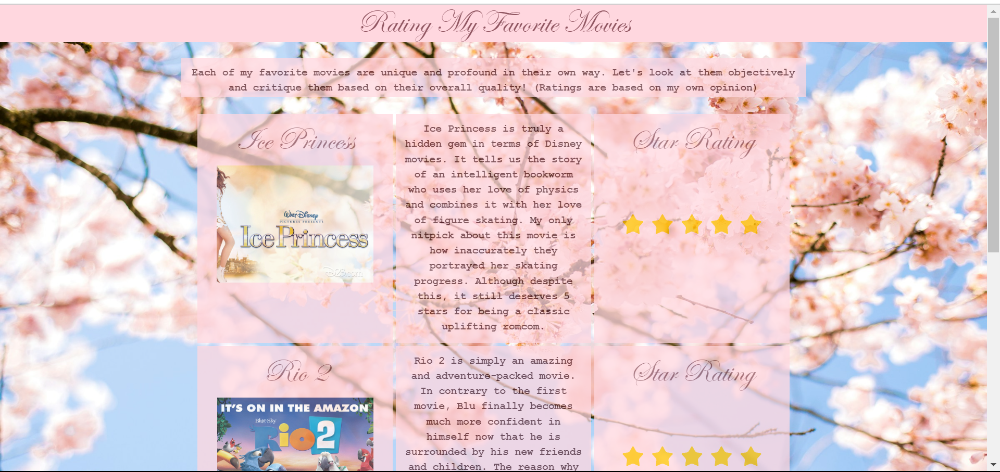 Rating My Favorite Movies
Each of my favorite movies are unique and profound in their own way. Let's look at them objectively
and critique them based on their overall quality! (Ratings are based on my own opinion)
Ice Princess
WALT DISNEY
PICTURES PRESENTS
Ice Princess
D23.com
Ice Princess is truly a
hidden gem in terms of Disney
movies. It tells us the story
of an intelligent bookworm
who uses her love of physics
and combines it with her love
of figure skating. My only
nitpick about this movie is
how inaccurately they
portrayed her skating
progress. Although despite
this, it still deserves 5
stars for being a classic
uplifting romcom.
Star Rating
Rio 2
IT'S ON IN THE AMAZON
BlueSky
Rio 2
Rio 2 is simply an amazing
and adventure-packed movie.
In contrary to the first
movie, Blu finally becomes
much more confident in
himself now that he is
surrounded by his new friends
and children. The reason why
Star Rating